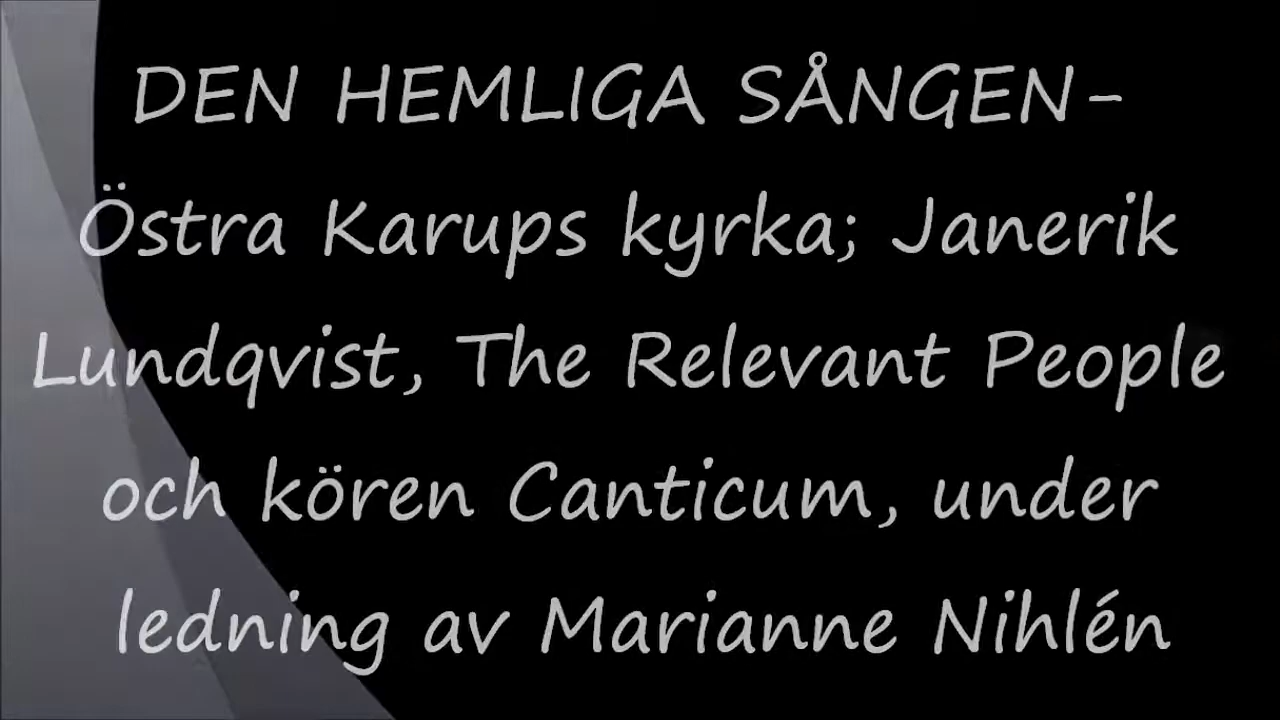 DEN HEMLIGA SÅNGEN-
Östra Karups kyrka; Janerik
Lundqvist, The Relevant People
och kören Canticum, under
ledning av Marianne Nihlén